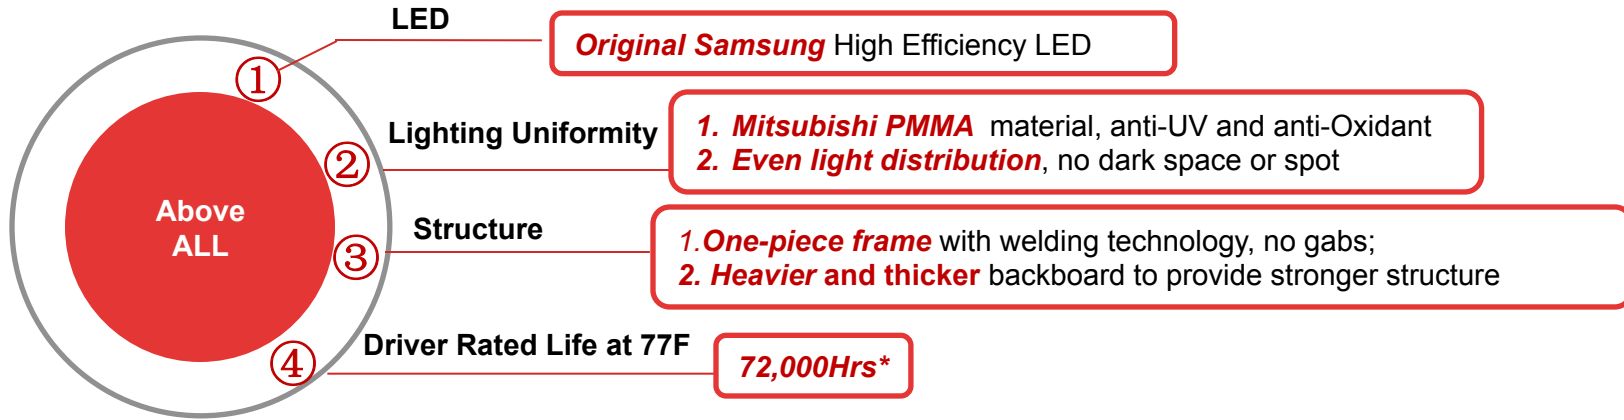 LED
① Original Samsung High Efficiency LED
Lighting Uniformity
② 1. Mitsubishi PMMA material, anti-UV and anti-Oxidant
2. Even light distribution, no dark space or spot
Above
ALL
Structure
③ 1.One-piece frame with welding technology, no gabs;
2. Heavier and thicker backboard to provide stronger structure
Driver Rated Life at 77F
④ 72,000Hrs*